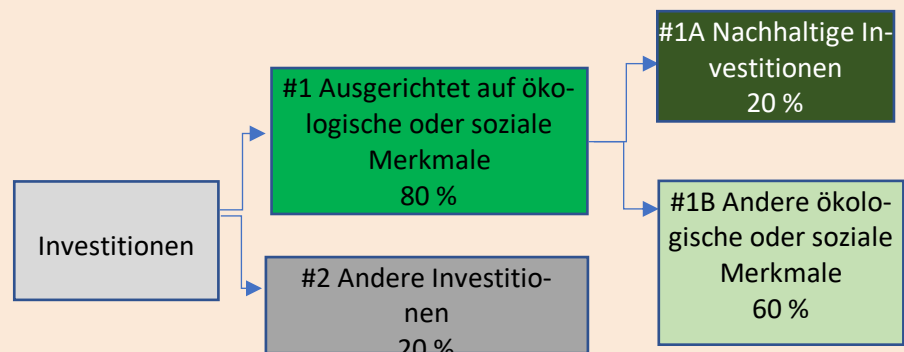 #1A Nachhaltige In-
vestitionen
20 %
#1 Ausgerichtet auf öko-
logische oder soziale
Merkmale
80 %
Investitionen
#1B Andere ökolo-
gische oder soziale
Merkmale
60 %
#2 Andere Investitio-
nen
20 %